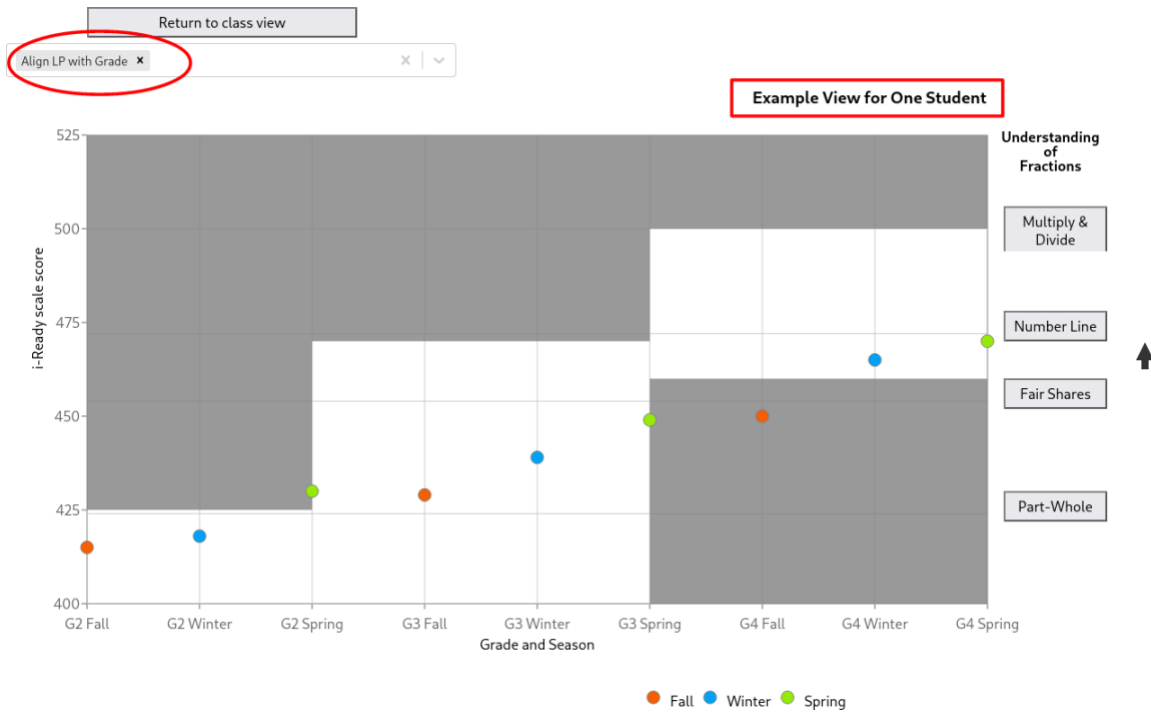 Return to class view
Align LP with Grade ×
Example View for One Student
Understanding
of
Fractions
525
500
475
450
425
400
i-Ready scale score
Multiply &
Divide
Number Line
Fair Shares
Part-Whole
G2 Fall
G2 Winter
G2 Spring
G3 Fall
G3 Winter
G3 Spring
G4 Fall
G4 Winter
G4 Spring
Grade and Season
Fall
Winter
Spring